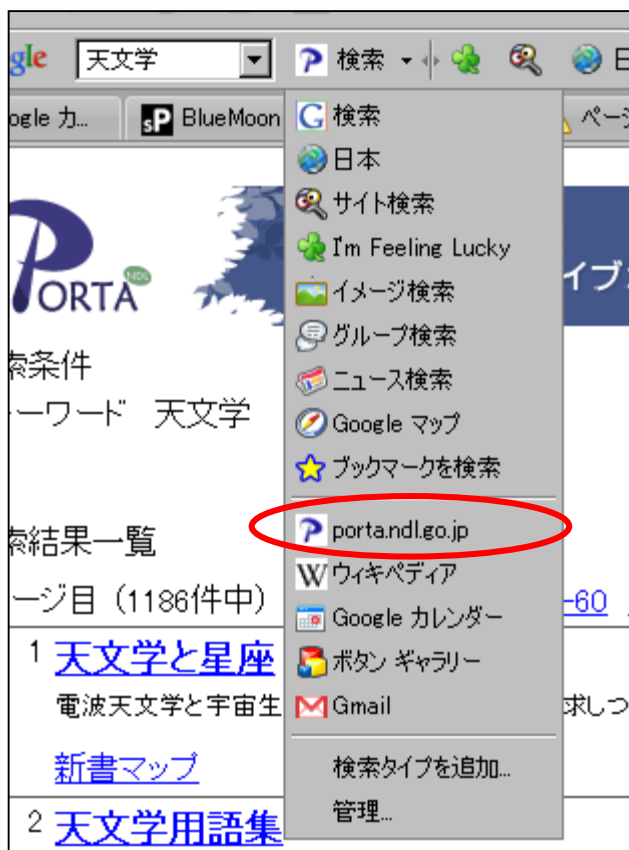 gle 天文学 検索 日
ogle カ... sP BlueMoon ページ
検索
日本
サイト検索
I'm Feeling Lucky
イメージ検索
グループ検索
ニュース検索
Google マップ
ブックマークを検索
porta.ndl.go.jp
ウィキペディア
Google カレンダー
ボタン ギャラリー
Gmail
検索タイプを追加...
管理...
PORTA NDL
イブ
索条件
ーワード 天文学
索結果一覧
ージ目（1186件中） -60
1 天文学と星座
電波天文学と宇宙生 求しつ
新書マップ
2 天文学用語集